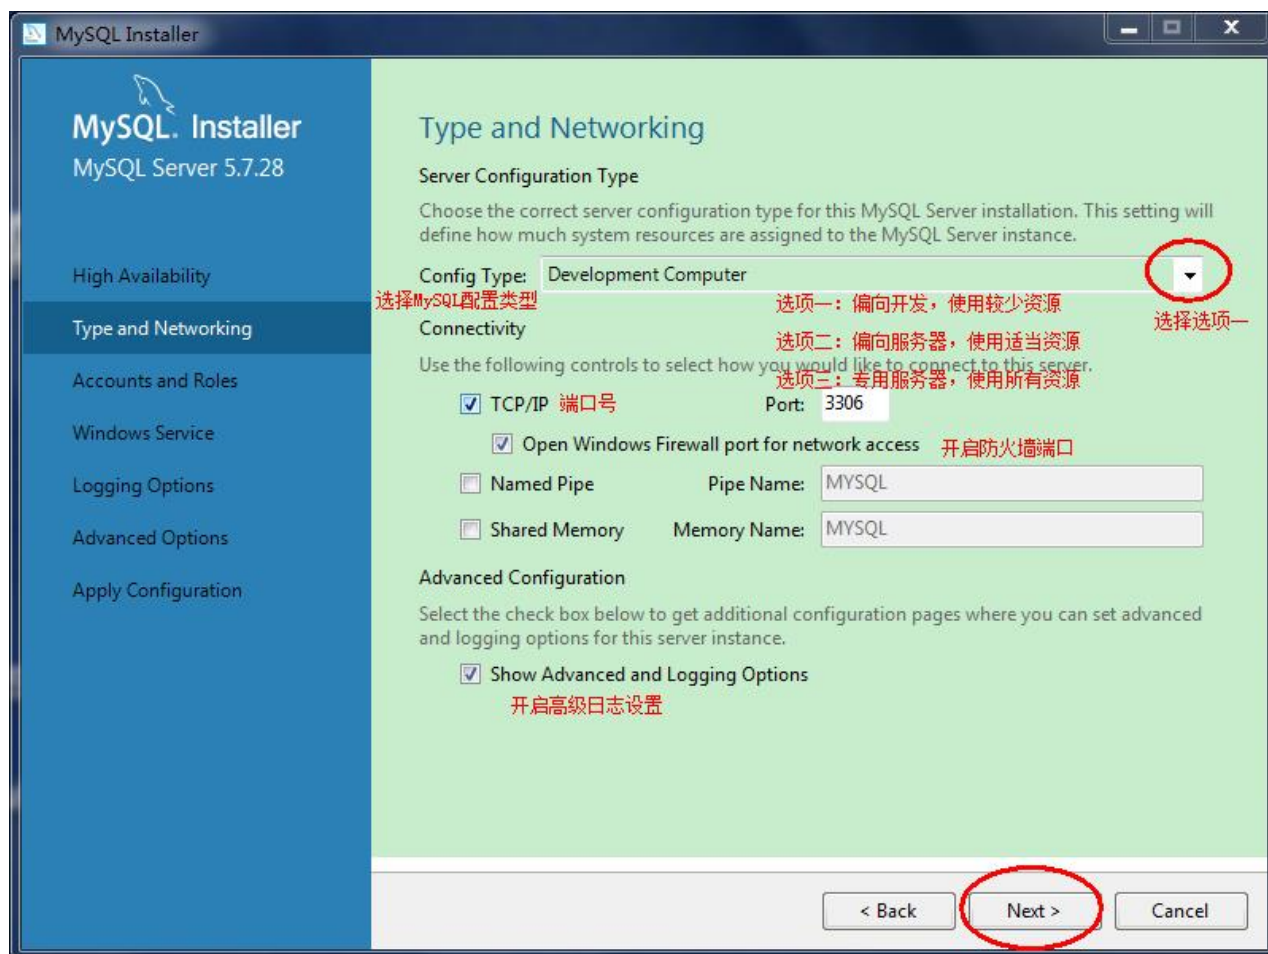 MySQL Installer
MySQL. Installer
MySQL Server 5.7.28
High Availability
Type and Networking
Accounts and Roles
Windows Service
Logging Options
Advanced Options
Apply Configuration
Type and Networking
Server Configuration Type
Choose the correct server configuration type for this MySQL Server installation. This setting will
define how much system resources are assigned to the MySQL Server instance.
Config Type: Development Computer
选择MySQL配置类型
选项一：偏向开发，使用较少资源
选择选项一
Connectivity
选项二：偏向服务器，使用适当资源
Use the following controls to select how you would like to connect to this server.
选项三：专用服务器，使用所有资源
TCP/IP 端口号 Port: 3306
Open Windows Firewall port for network access 开启防火墙端口
Named Pipe Pipe Name: MYSQL
Shared Memory Memory Name: MYSQL
Advanced Configuration
Select the check box below to get additional configuration pages where you can set advanced
and logging options for this server instance.
Show Advanced and Logging Options
开启高级日志设置
< Back Next > Cancel